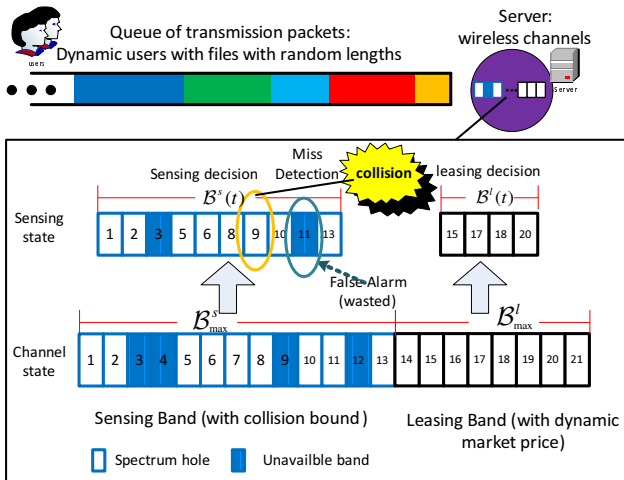 Queue of transmission packets:
Dynamic users with files with random lengths
Server:
wireless channels
users
Server
Sensing decision
Miss
Detection
collision
leasing decision
B^s(t)
B^l(t)
Sensing
state
1 2 3 5 6 8 9 10 11 13
15 17 18 20
False Alarm
(wasted)
B^s_max
B^l_max
Channel
state
1 2 3 4 5 6 7 8 9 10 11 12 13 14 15 16 17 18 19 20 21
Sensing Band (with collision bound )
Leasing Band (with dynamic
market price)
Spectrum hole
Unavailble band